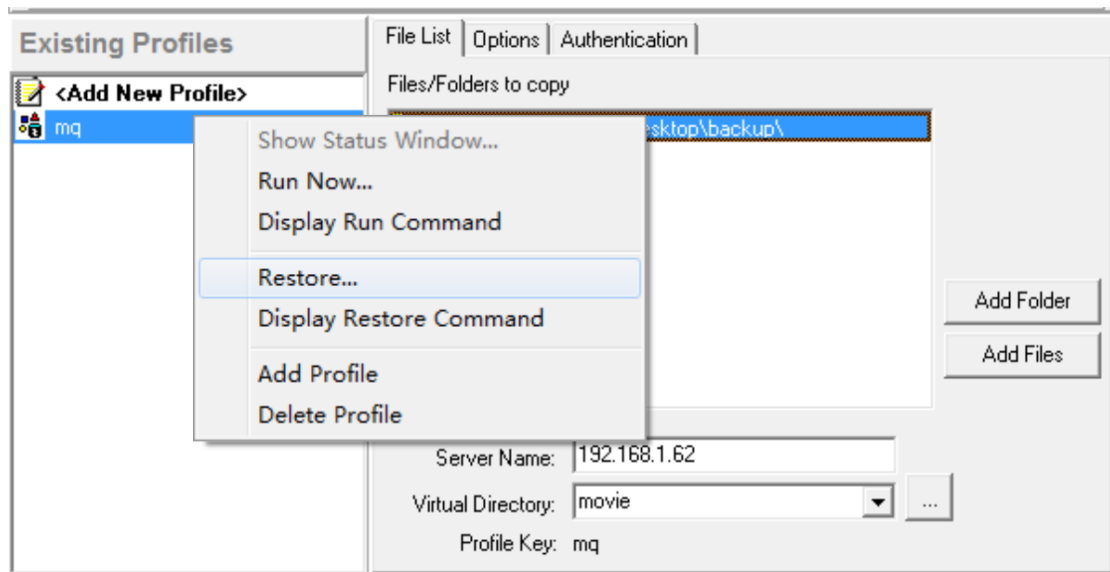 Existing Profiles
<Add New Profile>
mq
Show Status Window...
Run Now...
Display Run Command
Restore...
Display Restore Command
Add Profile
Delete Profile
File List
Options
Authentication
Files/Folders to copy
esktop\backup\
Add Folder
Add Files
Server Name: 192.168.1.62
Virtual Directory: movie
...
Profile Key: mq